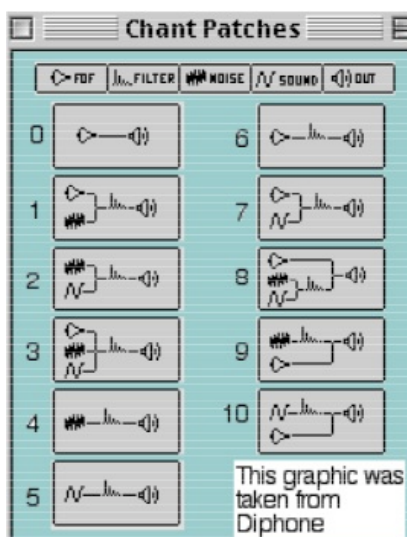 Chant Patches
FOF FILTER NOISE SOUND OUT
0
6
1
7
2
8
3
9
4
10
5
This graphic was
taken from
Diphone